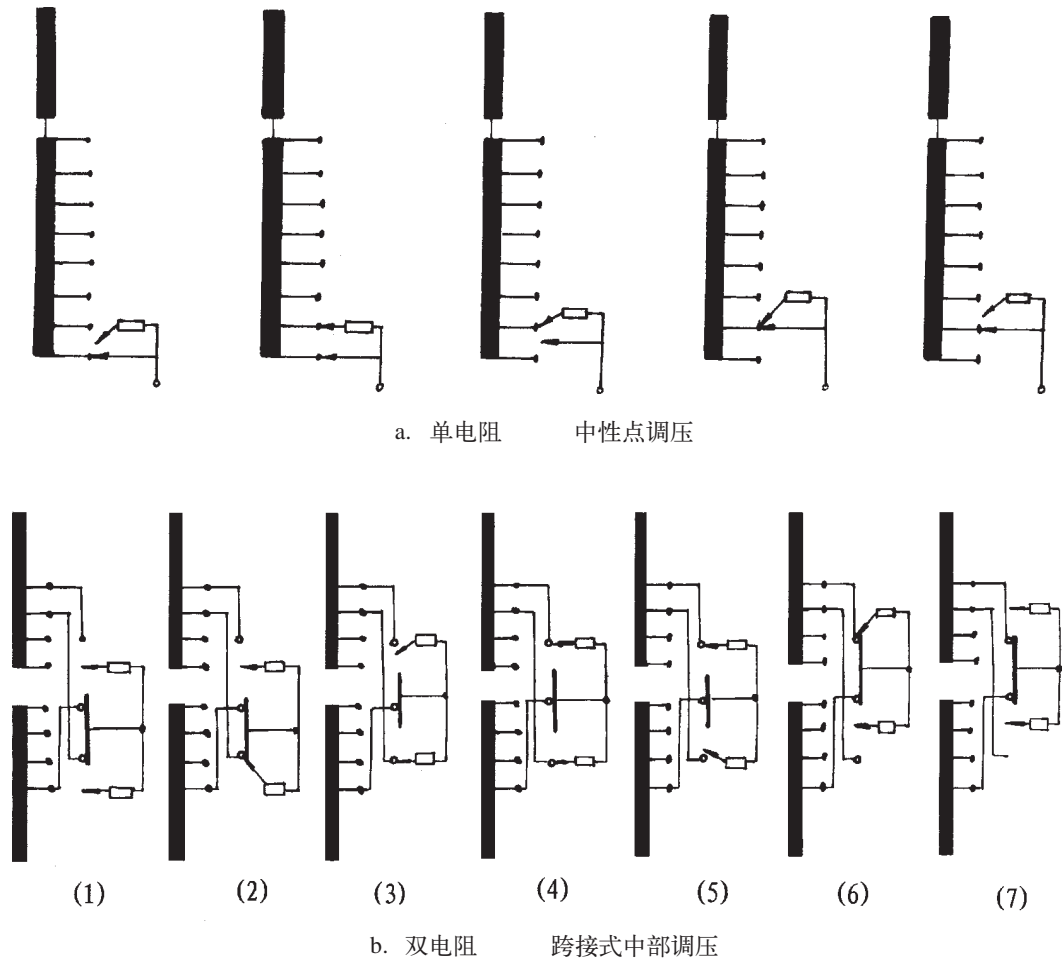 a. 单电阻 中性点调压
(1) (2) (3) (4) (5) (6) (7)
b. 双电阻 跨接式中部调压